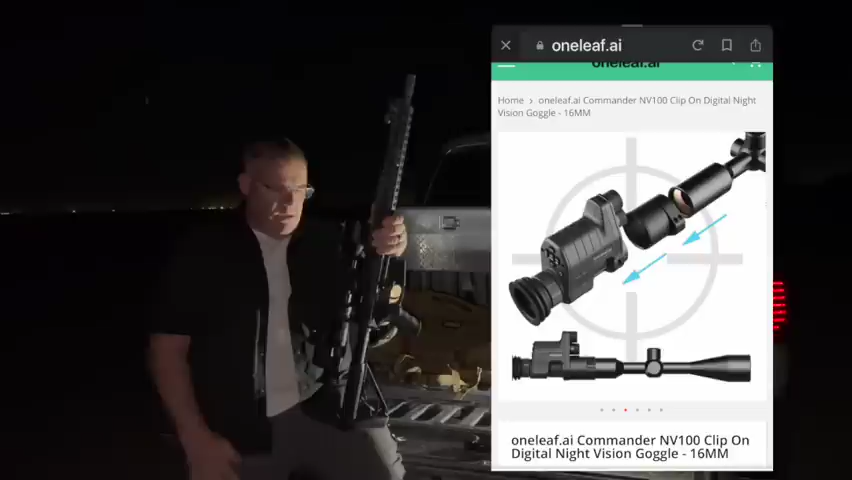 oneleaf.ai
oneleaf.ai
Home › oneleaf.ai Commander NV100 Clip On Digital Night
Vision Goggle - 16MM
oneleaf.ai Commander NV100 Clip On
Digital Night Vision Goggle - 16MM